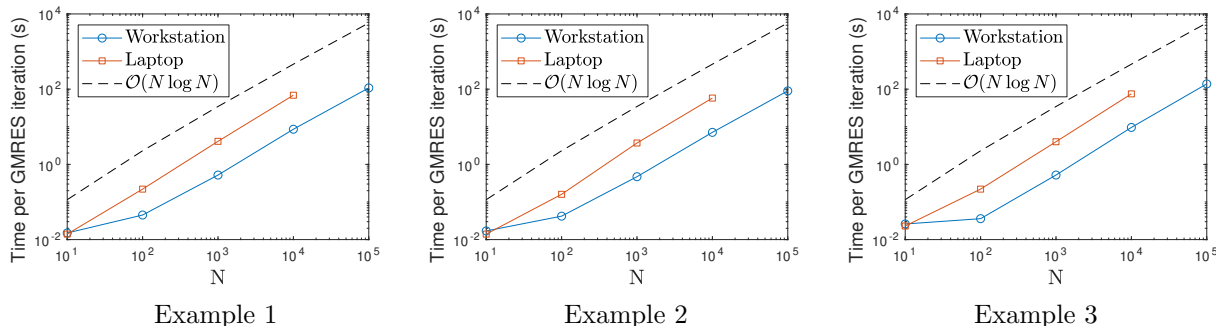 Time per GMRES iteration (s)
10^4
10^2
10^0
10^-2
Workstation
Laptop
O(N log N)
10^1 10^2 10^3 10^4 10^5
N
Example 1
Time per GMRES iteration (s)
10^4
10^2
10^0
10^-2
Workstation
Laptop
O(N log N)
10^1 10^2 10^3 10^4 10^5
N
Example 2
Time per GMRES iteration (s)
10^4
10^2
10^0
10^-2
Workstation
Laptop
O(N log N)
10^1 10^2 10^3 10^4 10^5
N
Example 3